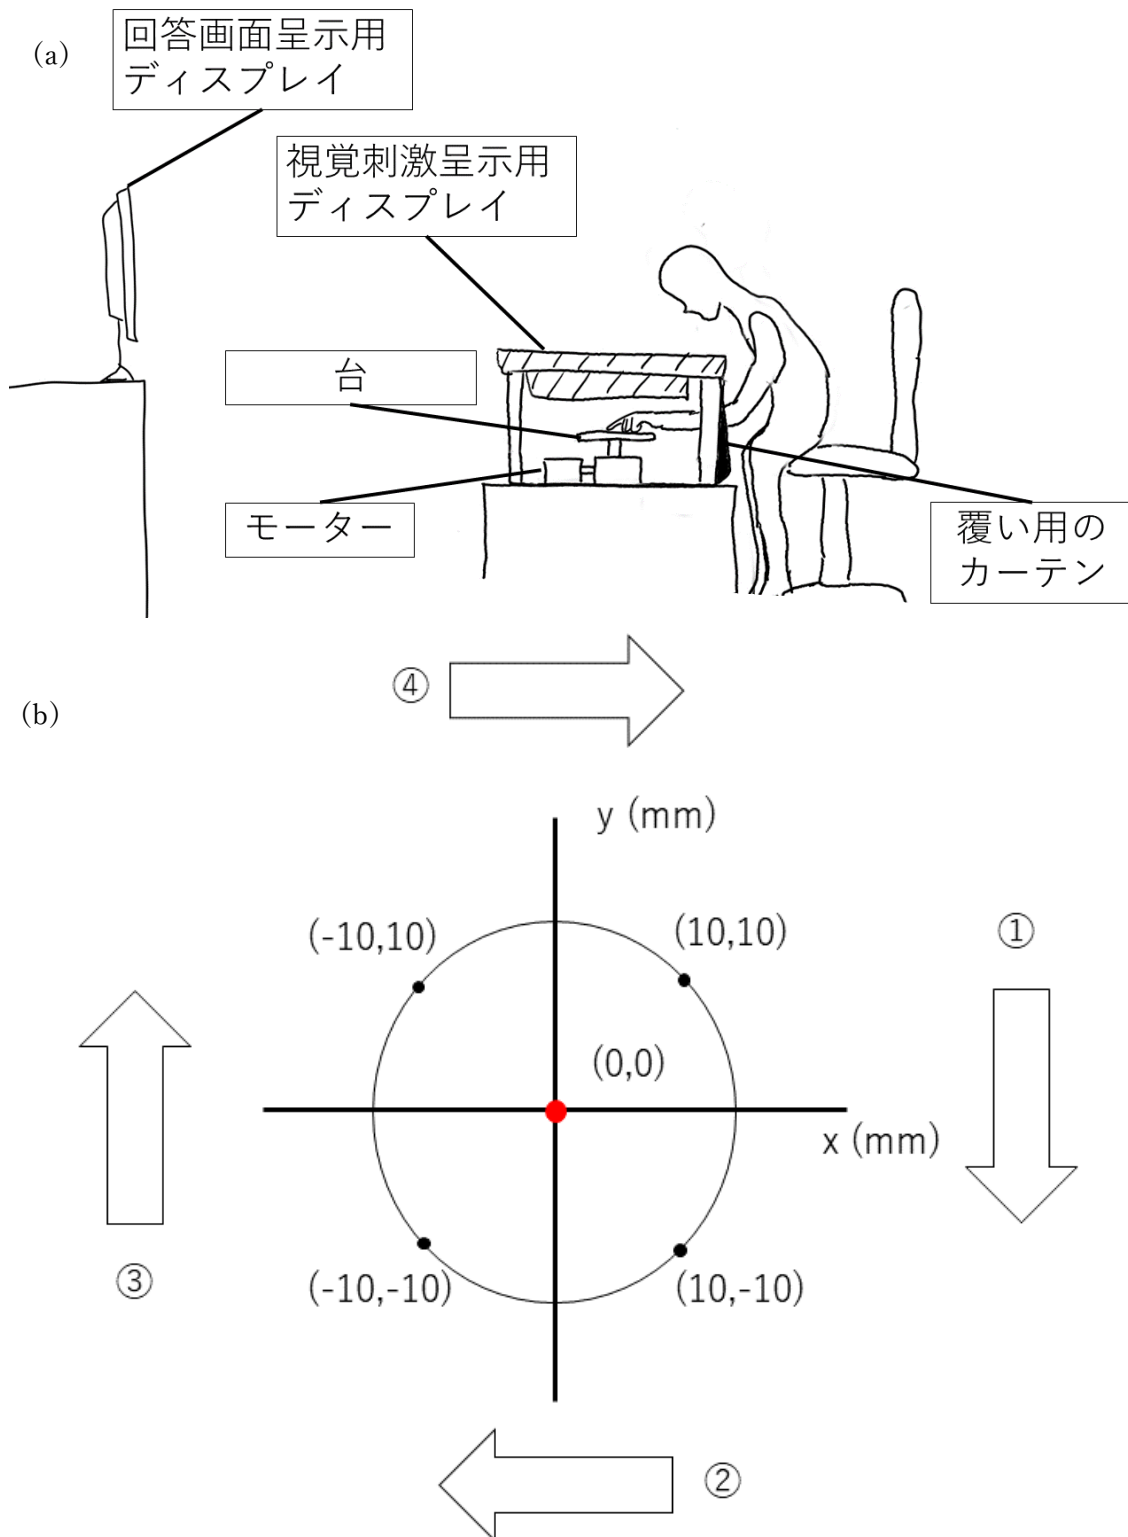 (a)
回答画面呈示用
ディスプレイ
視覚刺激呈示用
ディスプレイ
台
モーター
覆い用の
カーテン
④
(b)
y (mm)
(-10,10)
(10,10)
①
(0,0)
x (mm)
③
(-10,-10)
(10,-10)
②